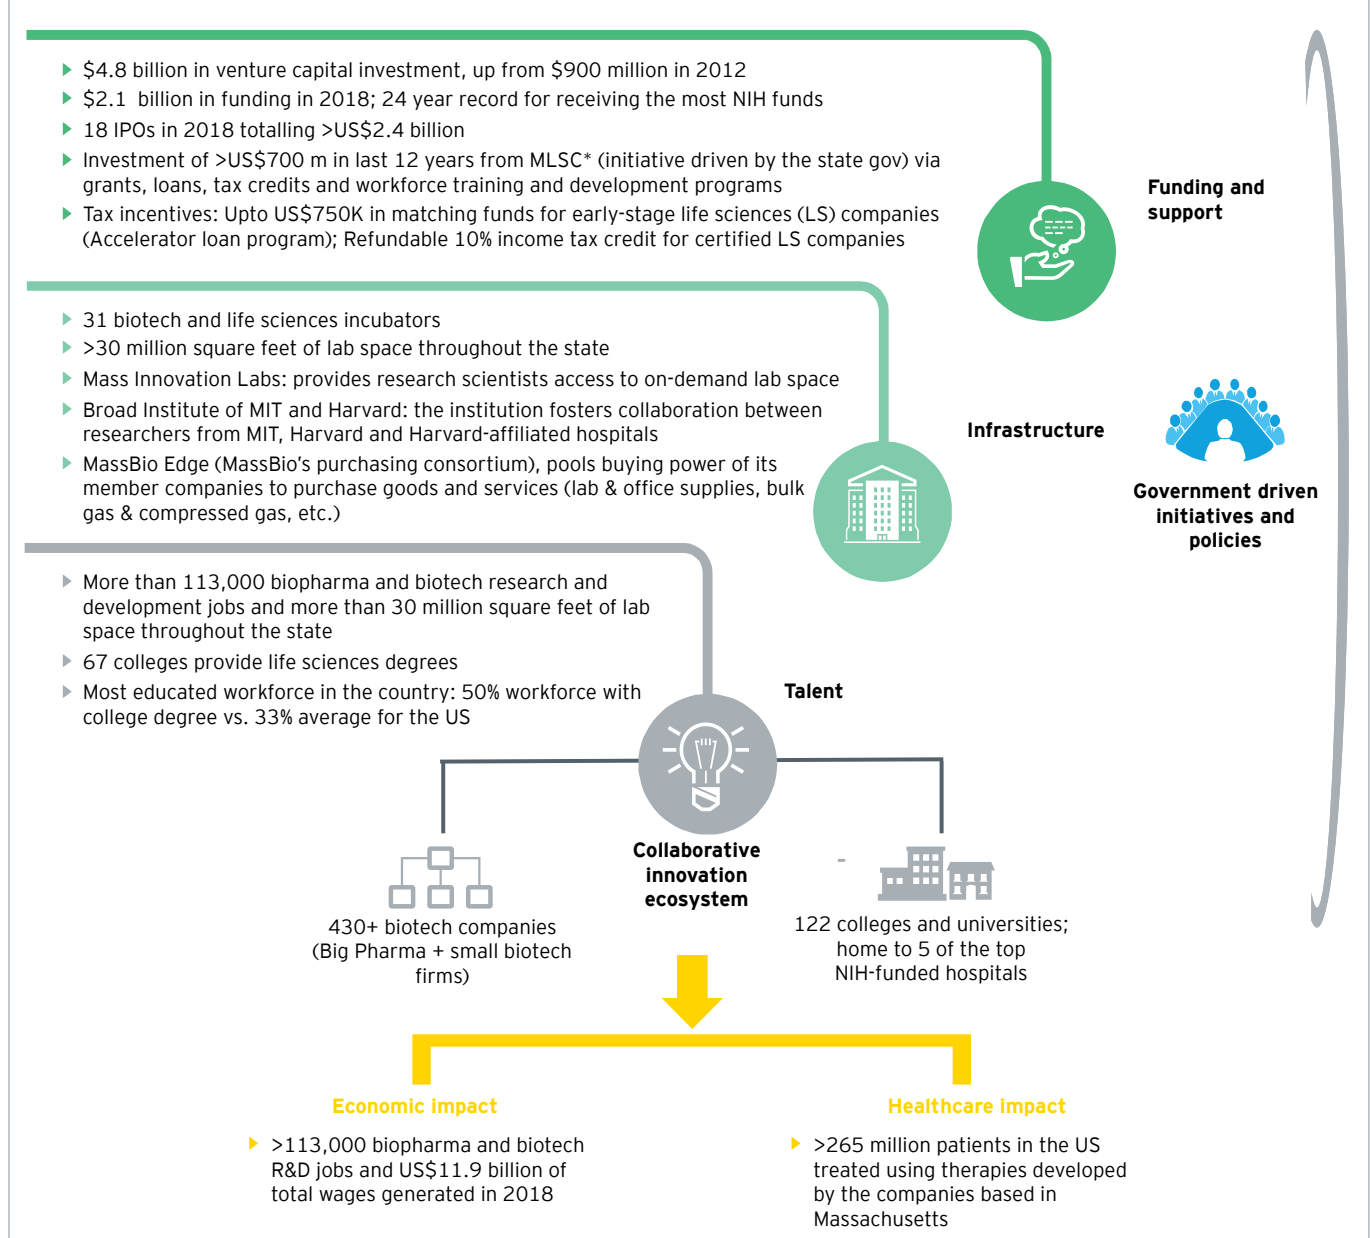 $4.8 billion in venture capital investment, up from $900 million in 2012
$2.1 billion in funding in 2018; 24 year record for receiving the most NIH funds
18 IPOs in 2018 totalling >US$2.4 billion
Investment of >US$700 m in last 12 years from MLSC* (initiative driven by the state gov) via
grants, loans, tax credits and workforce training and development programs
Tax incentives: Upto US$750K in matching funds for early-stage life sciences (LS) companies
(Accelerator loan program); Refundable 10% income tax credit for certified LS companies
Funding and
support
31 biotech and life sciences incubators
>30 million square feet of lab space throughout the state
Mass Innovation Labs: provides research scientists access to on-demand lab space
Broad Institute of MIT and Harvard: the institution fosters collaboration between
researchers from MIT, Harvard and Harvard-affiliated hospitals
MassBio Edge (MassBio's purchasing consortium), pools buying power of its
member companies to purchase goods and services (lab & office supplies, bulk
gas & compressed gas, etc.)
Infrastructure
Government driven
initiatives and
policies
More than 113,000 biopharma and biotech research and
development jobs and more than 30 million square feet of lab
space throughout the state
67 colleges provide life sciences degrees
Most educated workforce in the country: 50% workforce with
college degree vs. 33% average for the US
Talent
Collaborative
innovation
ecosystem
430+ biotech companies
(Big Pharma + small biotech
firms)
122 colleges and universities;
home to 5 of the top
NIH-funded hospitals
Economic impact
>113,000 biopharma and biotech
R&D jobs and US$11.9 billion of
total wages generated in 2018
Healthcare impact
>265 million patients in the US
treated using therapies developed
by the companies based in
Massachusetts